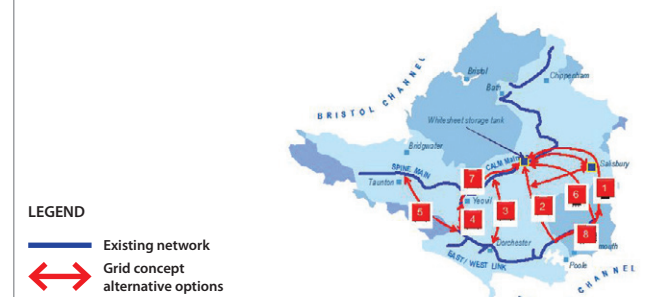 BRISTOL CHANNEL
Bristol
Bath
Chippenham
Whitesheet storage tank
Bridgwater
SPINE MAIN
CALM Main
Salisbury
Taunton
7
1
6
Yeovil
5
4
3
2
8
Dorchester
mouth
EAST/WEST LINK
Poole
CHANNEL
LEGEND
Existing network
Grid concept
alternative options